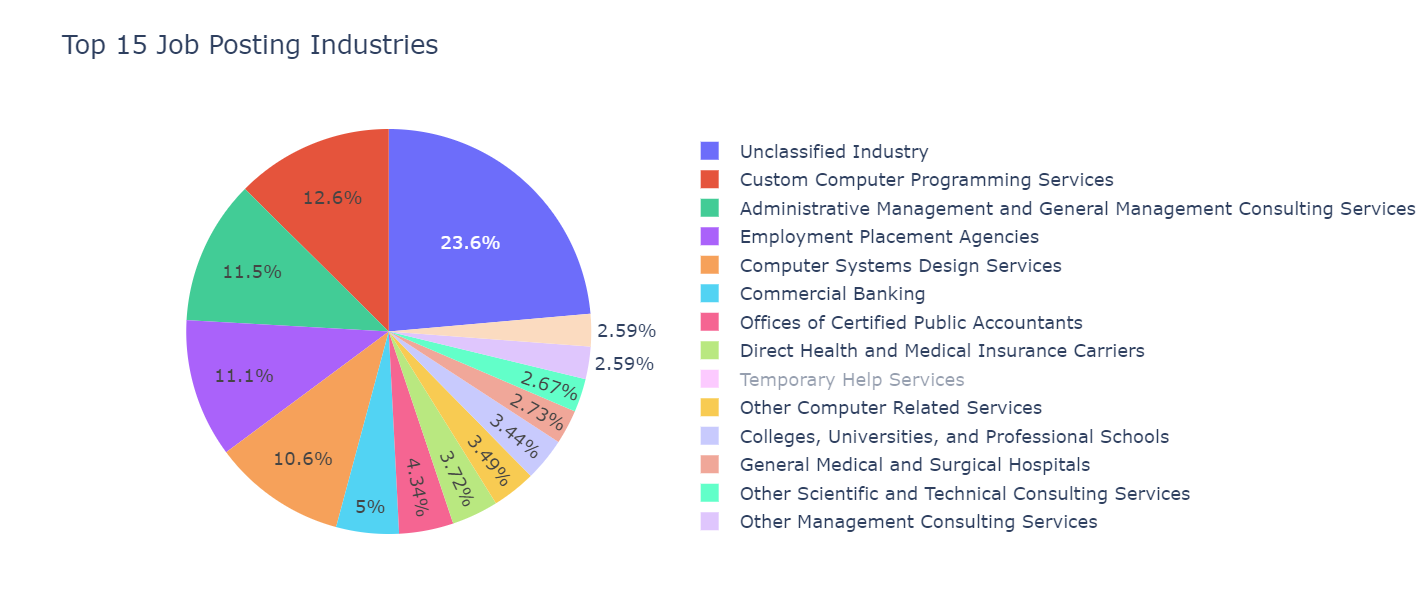 Top 15 Job Posting Industries
12.6%
23.6%
11.5%
11.1%
10.6%
5%
4.34%
3.72%
3.49%
3.44%
2.73%
2.67%
2.59%
2.59%
Unclassified Industry
Custom Computer Programming Services
Administrative Management and General Management Consulting Services
Employment Placement Agencies
Computer Systems Design Services
Commercial Banking
Offices of Certified Public Accountants
Direct Health and Medical Insurance Carriers
Temporary Help Services
Other Computer Related Services
Colleges, Universities, and Professional Schools
General Medical and Surgical Hospitals
Other Scientific and Technical Consulting Services
Other Management Consulting Services